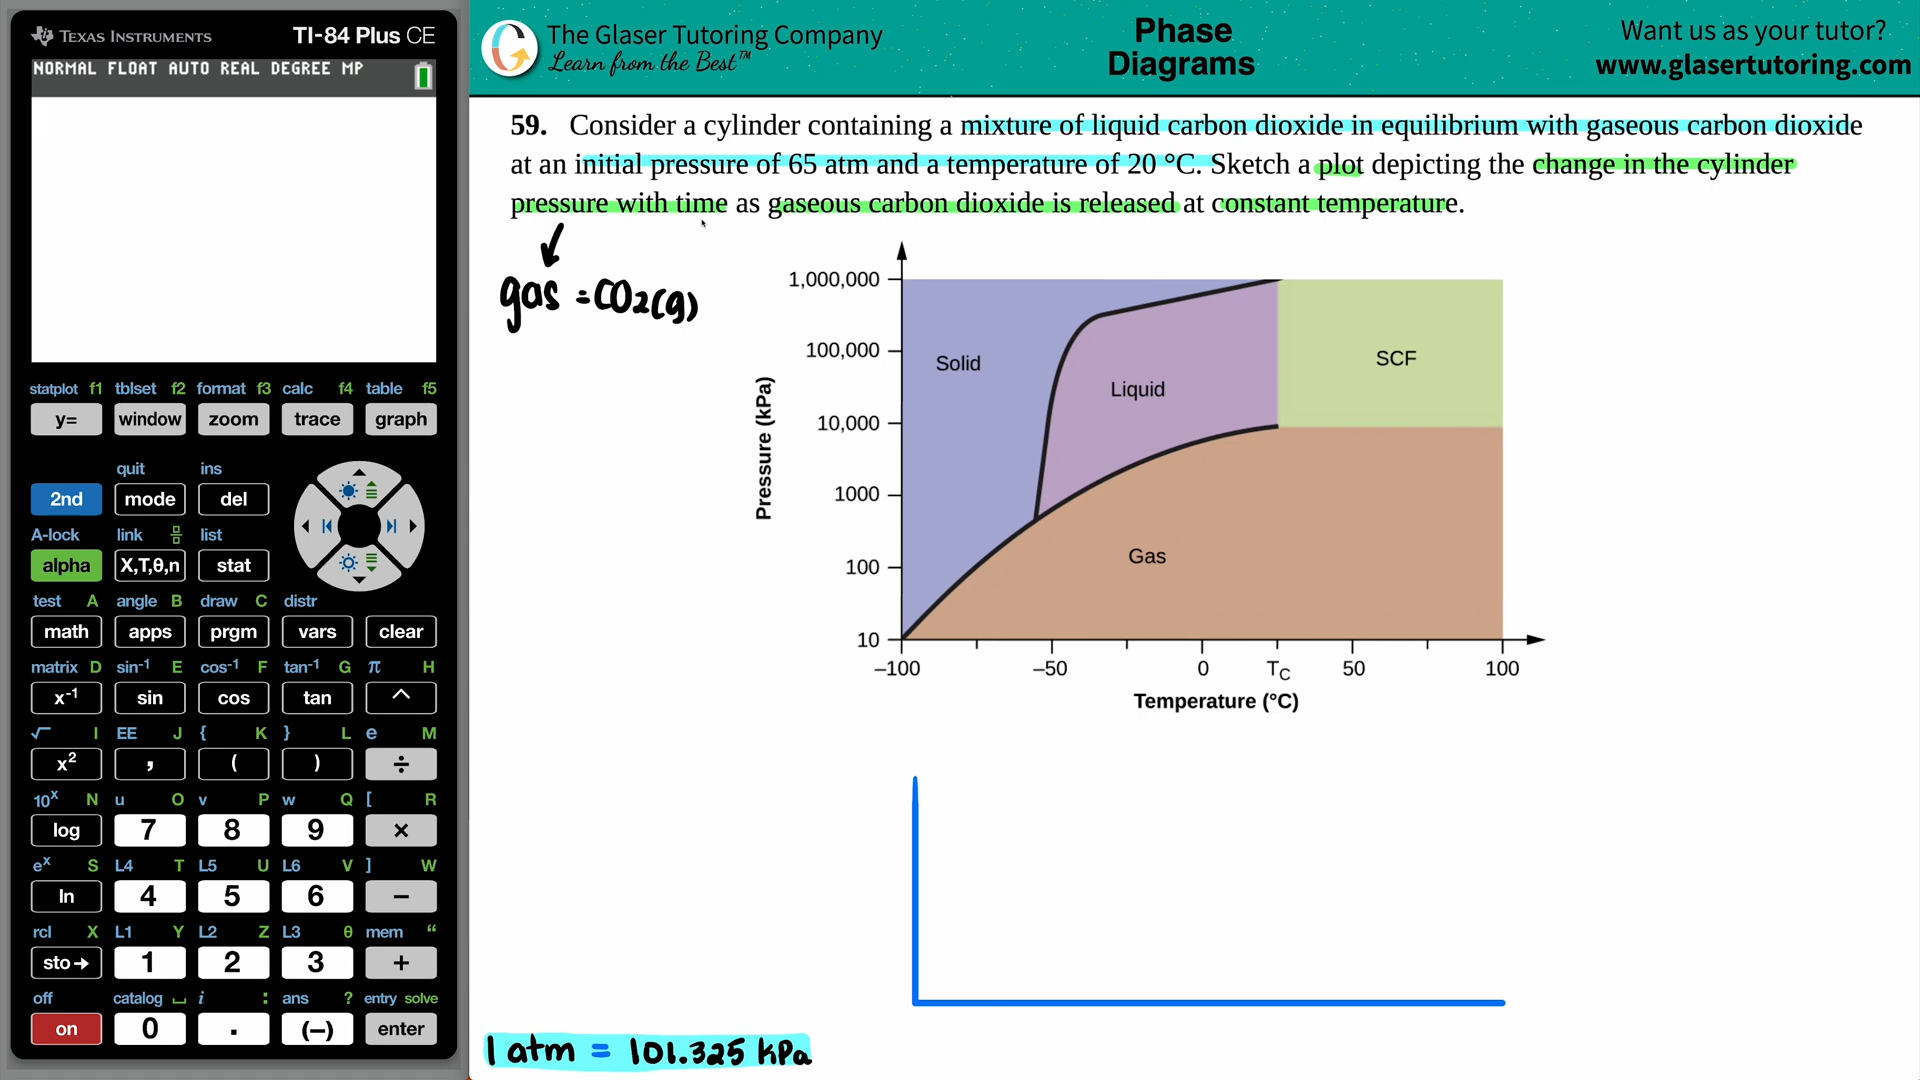 TEXAS INSTRUMENTS TI-84 Plus CE
NORMAL FLOAT AUTO REAL DEGREE MP
statplot f1 tblset f2 format f3 calc f4 table f5
y= window zoom trace graph
quit ins
2nd mode del
A-lock link list
alpha X,T,θ,n stat
test A angle B draw C distr
math apps prgm vars clear
matrix D sin⁻¹ E cos⁻¹ F tan⁻¹ G π H
x⁻¹ sin cos tan ^
√ I EE J { K } L e M
x² , ( ) ÷
10ˣ N u O v P w Q [ R
log 7 8 9 ×
eˣ S L4 T L5 U L6 V ] W
ln 4 5 6 −
rcl X L1 Y L2 Z L3 θ mem “
sto→ 1 2 3 +
off catalog ⎵ i : ans ? entry solve
on 0 . (−) enter
The Glaser Tutoring Company
Learn from the Best™
Phase
Diagrams
Want us as your tutor?
www.glasertutoring.com
59. Consider a cylinder containing a mixture of liquid carbon dioxide in equilibrium with gaseous carbon dioxide
at an initial pressure of 65 atm and a temperature of 20 °C. Sketch a plot depicting the change in the cylinder
pressure with time as gaseous carbon dioxide is released at constant temperature.
gas = CO₂(g)
1,000,000
100,000
10,000
1000
100
10
Pressure (kPa)
Solid
Liquid
SCF
Gas
–100 –50 0 T_C 50 100
Temperature (°C)
1 atm = 101.325 kPa